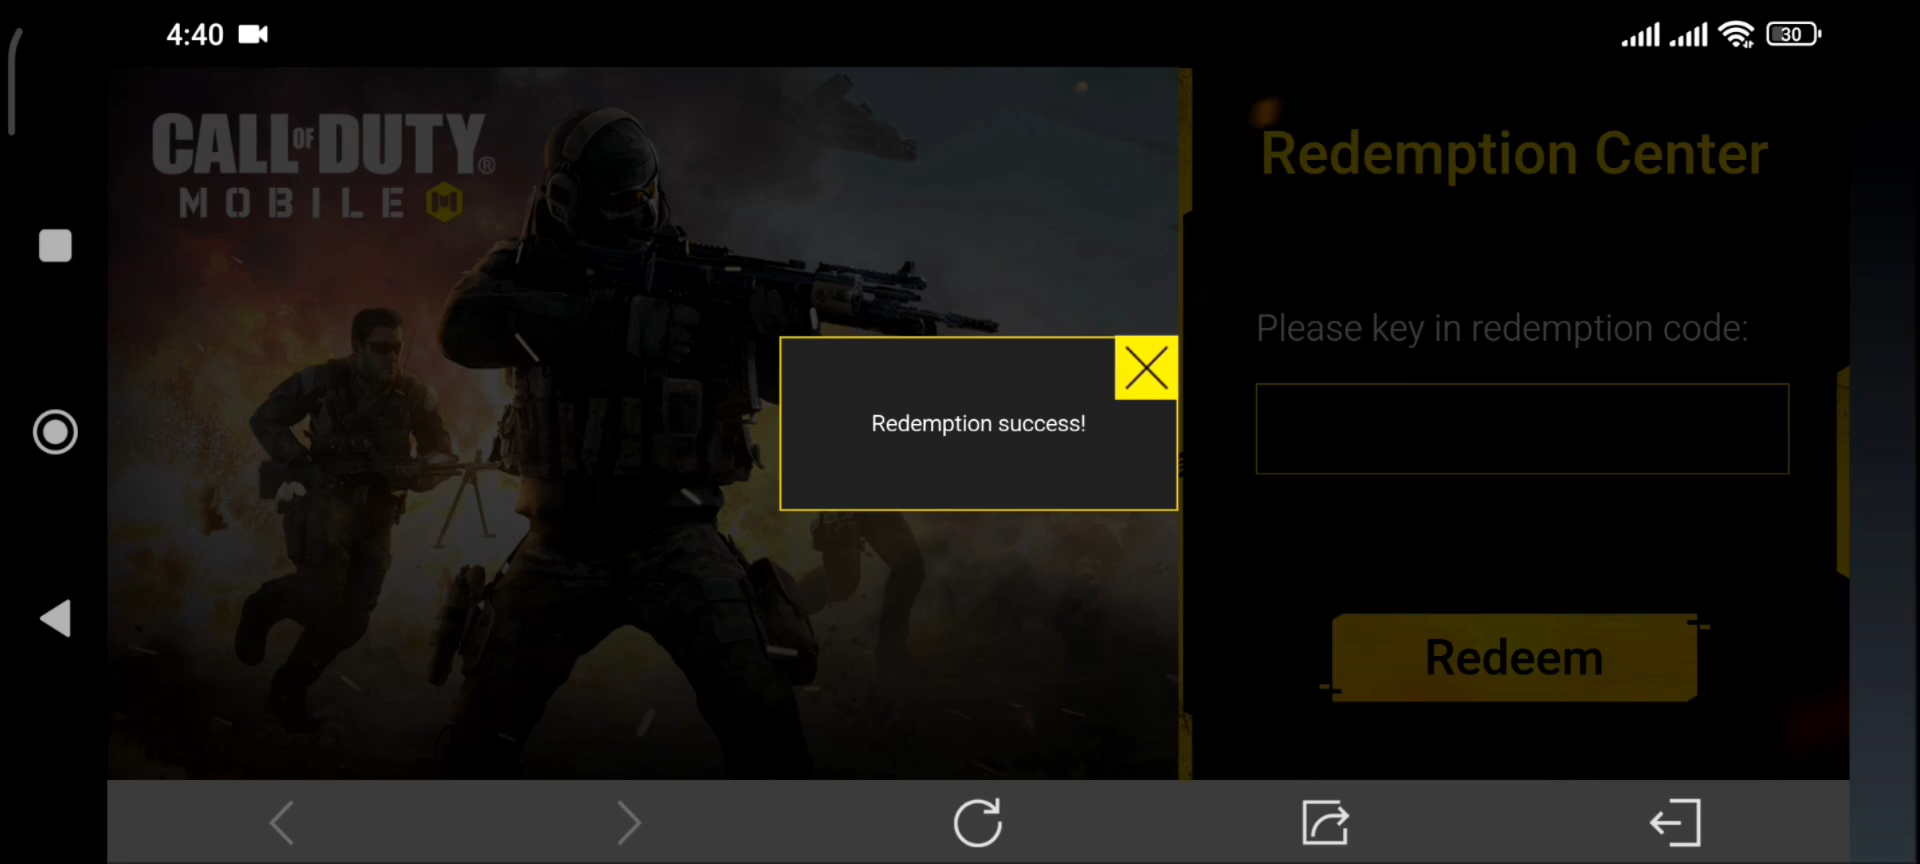 4:40
30
CALL OF DUTY®
MOBILE
Redemption Center
Please key in redemption code:
Redemption success!
Redeem